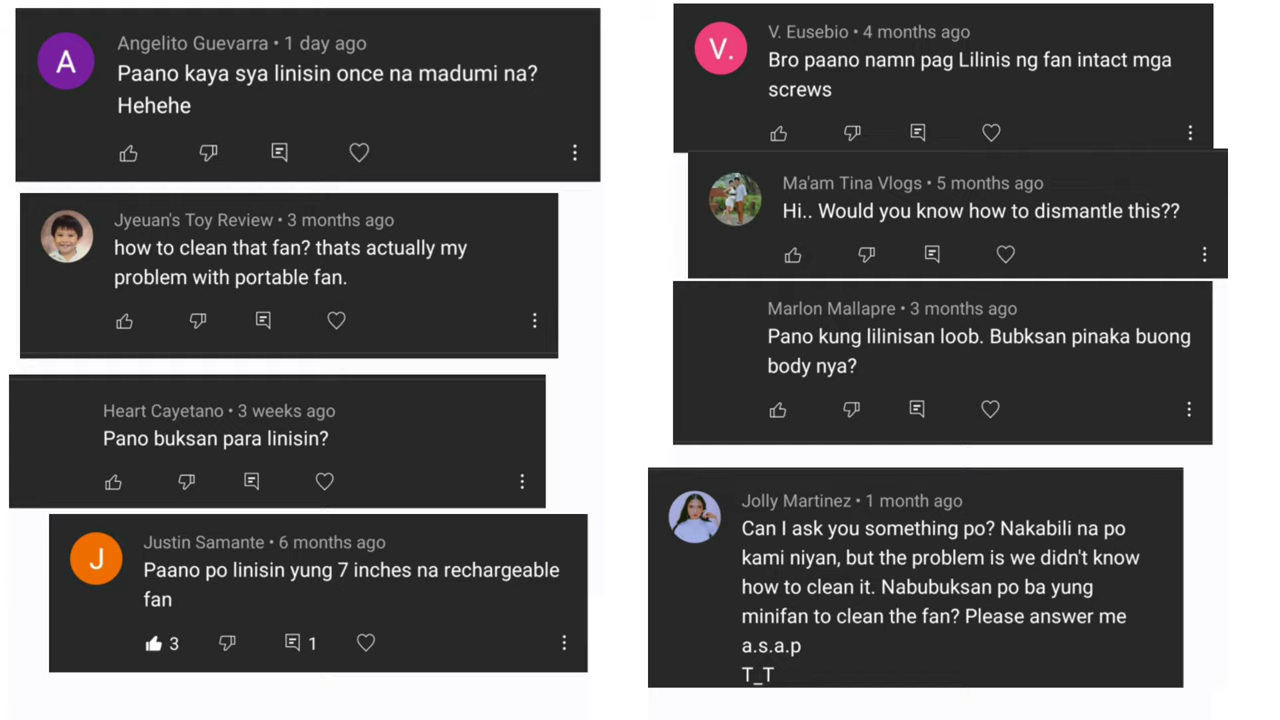 A
Angelito Guevarra • 1 day ago
Paano kaya sya linisin once na madumi na?
Hehehe
Jyeuan's Toy Review • 3 months ago
how to clean that fan? thats actually my
problem with portable fan.
Heart Cayetano • 3 weeks ago
Pano buksan para linisin?
J
Justin Samante • 6 months ago
Paano po linisin yung 7 inches na rechargeable
fan
3 1
V.
V. Eusebio • 4 months ago
Bro paano namn pag Lilinis ng fan intact mga
screws
Ma'am Tina Vlogs • 5 months ago
Hi.. Would you know how to dismantle this??
Marlon Mallapre • 3 months ago
Pano kung lilinisan loob. Bubksan pinaka buong
body nya?
Jolly Martinez • 1 month ago
Can I ask you something po? Nakabili na po
kami niyan, but the problem is we didn't know
how to clean it. Nabubuksan po ba yung
minifan to clean the fan? Please answer me
a.s.a.p
T_T